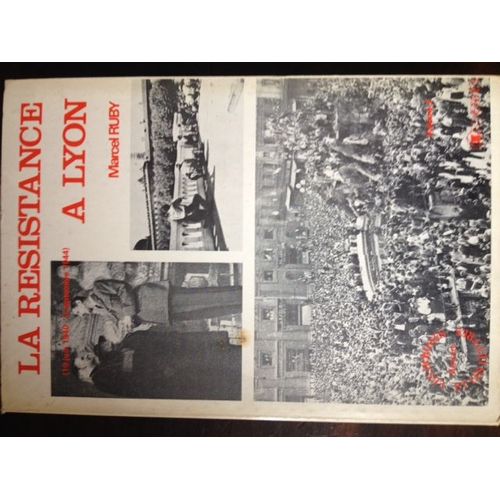 LA RESISTANCE
A LYON
(19 juin 1940 - 3 septembre 1944)
Marcel RUBY